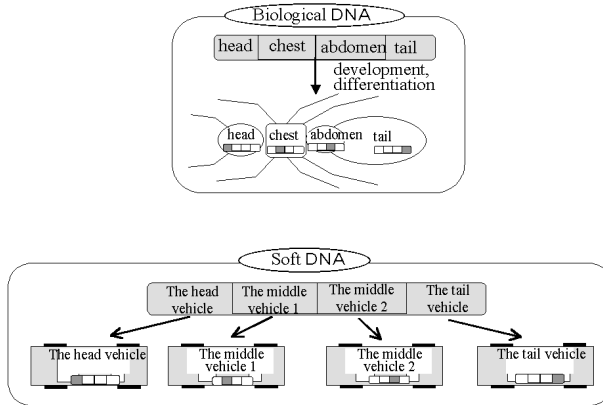 Biological DNA
head chest abdomen tail
development,
differentiation
head chest abdomen tail
Soft DNA
The head vehicle The middle vehicle 1 The middle vehicle 2 The tail vehicle
The head vehicle
The middle vehicle 1
The middle vehicle 2
The tail vehicle